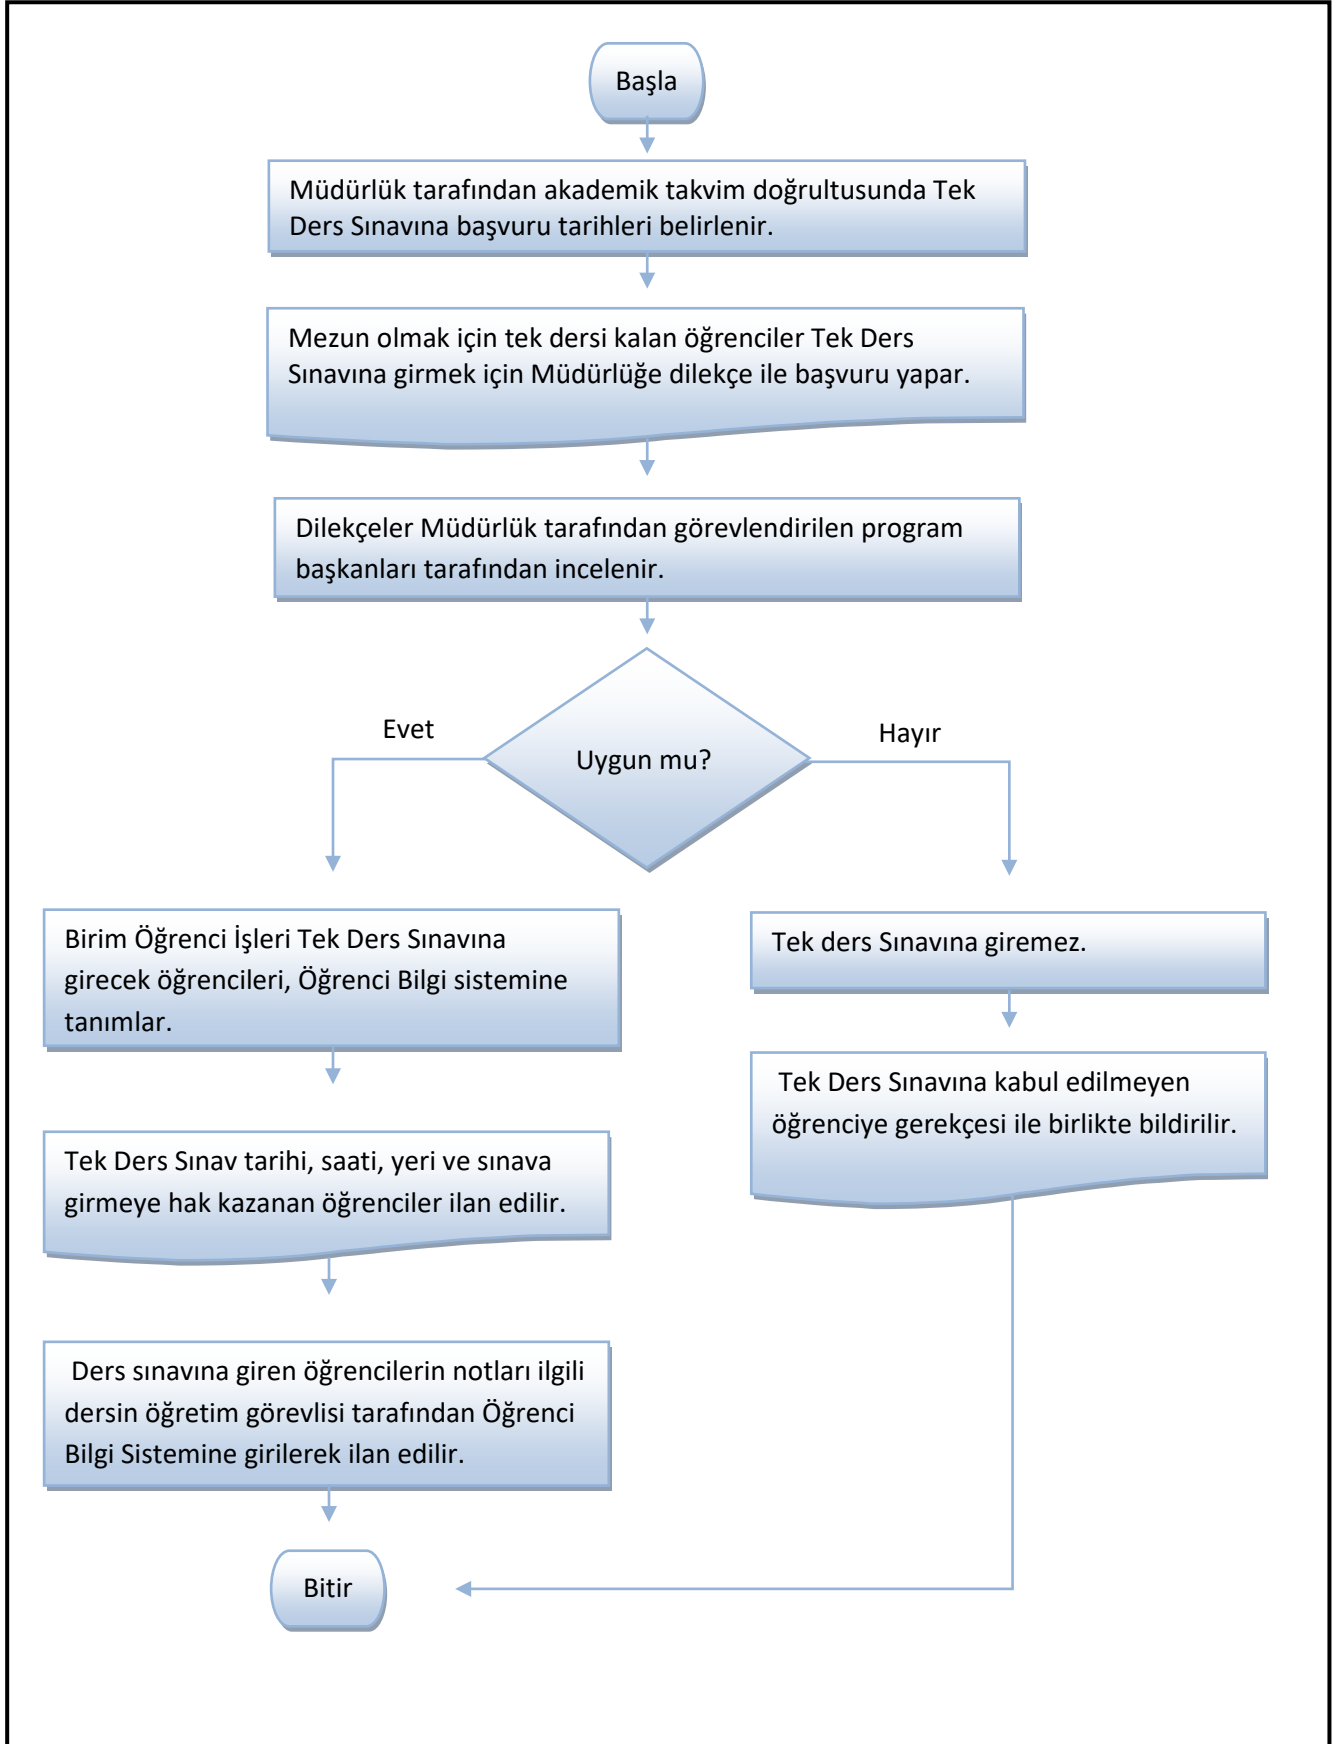 Başla
Müdürlük tarafından akademik takvim doğrultusunda Tek
Ders Sınavına başvuru tarihleri belirlenir.
Mezun olmak için tek dersi kalan öğrenciler Tek Ders
Sınavına girmek için Müdürlüğe dilekçe ile başvuru yapar.
Dilekçeler Müdürlük tarafından görevlendirilen program
başkanları tarafından incelenir.
Uygun mu?
Evet
Hayır
Birim Öğrenci İşleri Tek Ders Sınavına
girecek öğrencileri, Öğrenci Bilgi sistemine
tanımlar.
Tek Ders Sınav tarihi, saati, yeri ve sınava
girmeye hak kazanan öğrenciler ilan edilir.
Ders sınavına giren öğrencilerin notları ilgili
dersin öğretim görevlisi tarafından Öğrenci
Bilgi Sistemine girilerek ilan edilir.
Tek ders Sınavına giremez.
Tek Ders Sınavına kabul edilmeyen
öğrenciye gerekçesi ile birlikte bildirilir.
Bitir